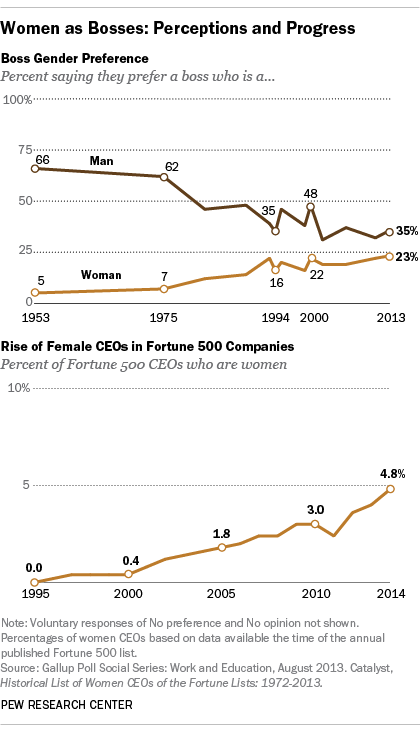 Women as Bosses: Perceptions and Progress
Boss Gender Preference
Percent saying they prefer a boss who is a...
100%
75
66
Man
62
50
48
35
35%
25
23%
Woman
22
16
5
7
0
1953
1975
1994
2000
2013
Rise of Female CEOs in Fortune 500 Companies
Percent of Fortune 500 CEOs who are women
10%
4.8%
5
3.0
1.8
0.4
0.0
1995
2000
2005
2010
2014
Note: Voluntary responses of No preference and No opinion not shown.
Percentages of women CEOs based on data available the time of the annual
published Fortune 500 list.
Source: Gallup Poll Social Series: Work and Education, August 2013. Catalyst,
Historical List of Women CEOs of the Fortune Lists: 1972-2013.
PEW RESEARCH CENTER